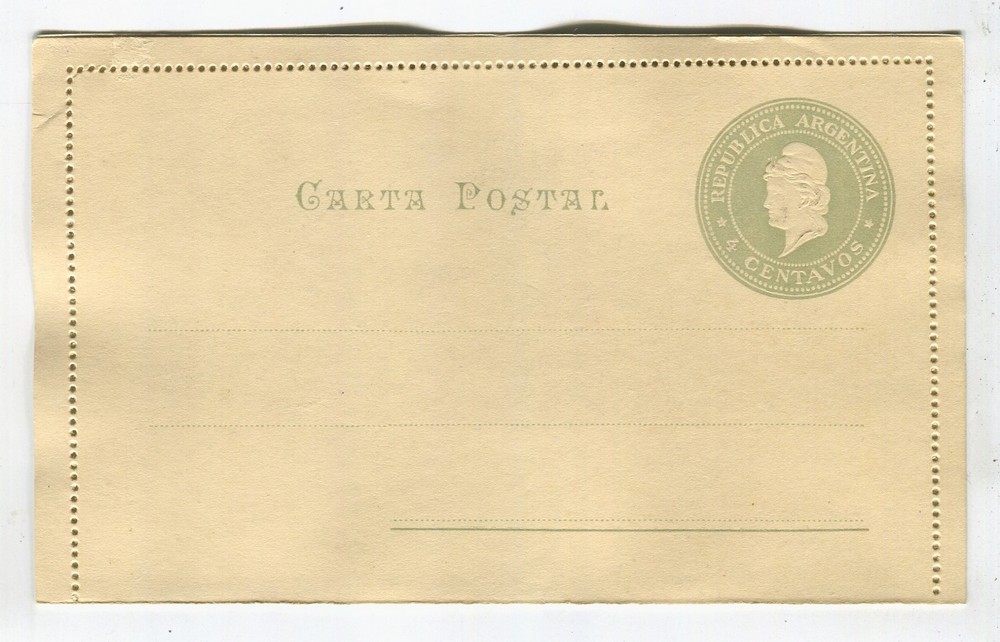 CARTA POSTAL
REPUBLICA ARGENTINA
* 4 CENTAVOS *